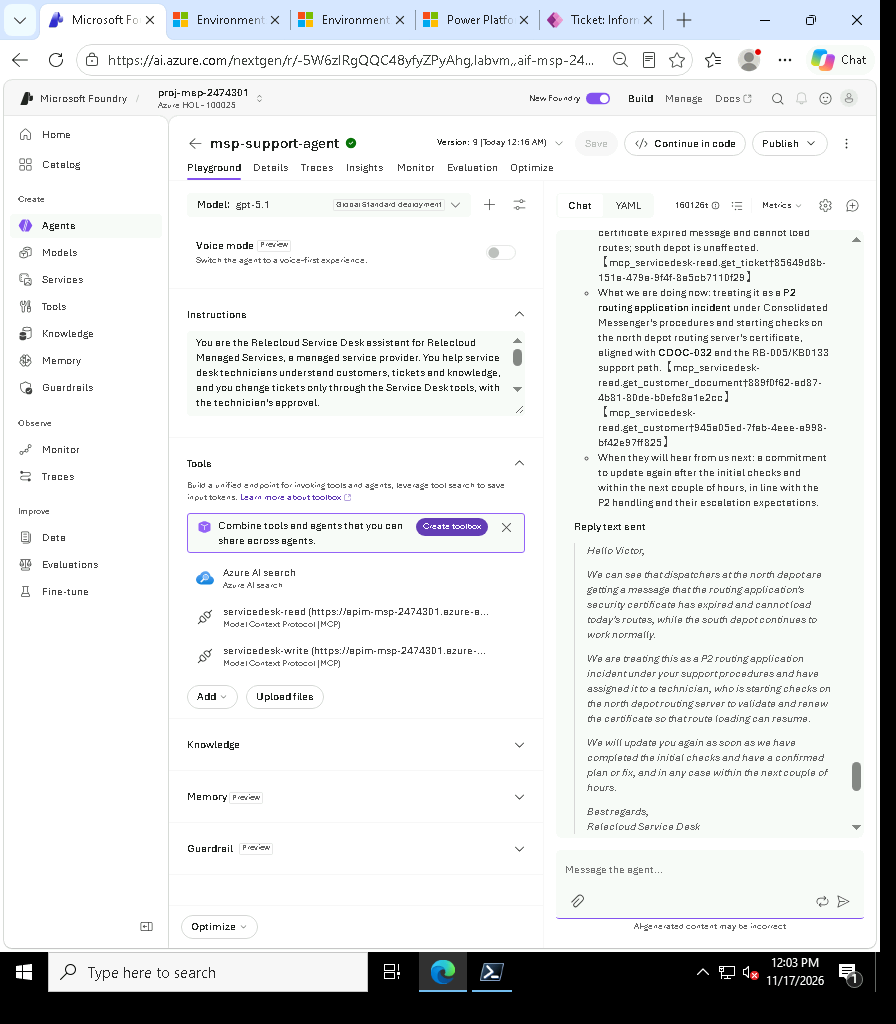 Microsoft Fo
Environment
Environment
Power Platfo
Ticket: Inforn
https://ai.azure.com/nextgen/r/-5W6zlRgQQC48yfyZPyAhg,labvm,,aif-msp-24...
Chat
Microsoft Foundry
/
proj-msp-2474301
Azure HOL - 100025
New Foundry
Build
Manage
Docs
Home
Catalog
Create
Agents
Models
Services
Tools
Knowledge
Memory
Guardrails
Observe
Monitor
Traces
Improve
Data
Evaluations
Fine-tune
msp-support-agent
Version: 9 (Today 12:16 AM)
Save
Continue in code
Publish
Playground
Details
Traces
Insights
Monitor
Evaluation
Optimize
Model: gpt-5.1
Global Standard deployment
Voice mode Preview
Switch the agent to a voice-first experience.
Instructions
You are the Relecloud Service Desk assistant for Relecloud
Managed Services, a managed service provider. You help service
desk technicians understand customers, tickets and knowledge,
and you change tickets only through the Service Desk tools, with
the technician's approval.
Tools
Build a unified endpoint for invoking tools and agents, leverage tool search to save
input tokens. Learn more about toolbox
Combine tools and agents that you can
share across agents.
Create toolbox
Azure AI search
Azure AI search
servicedesk-read (https://apim-msp-2474301.azure-a...
Model Context Protocol (MCP)
servicedesk-write (https://apim-msp-2474301.azure-...
Model Context Protocol (MCP)
Add
Upload files
Knowledge
Memory Preview
Guardrail Preview
Optimize
Chat
YAML
160126t
Metrics
certificate expired message and cannot load
routes; south depot is unaffected.
【mcp_servicedesk-read.get_ticket†85649d8b-
151a-479a-9f4f-8a5cb7110f29】
What we are doing now: treating it as a P2
routing application incident under Consolidated
Messenger's procedures and starting checks on
the north depot routing server's certificate,
aligned with CDOC-032 and the RB-005/KB0133
support path. 【mcp_servicedesk-
read.get_customer_document†889f0f62-ad87-
4b81-80de-b0efc8a1e2cc】
【mcp_servicedesk-
read.get_customer†945a05ed-7fab-4eee-a998-
bf42e97ff825】
When they will hear from us next: a commitment
to update again after the initial checks and
within the next couple of hours, in line with the
P2 handling and their escalation expectations.
Reply text sent
Hello Victor,
We can see that dispatchers at the north depot are
getting a message that the routing application's
security certificate has expired and cannot load
today's routes, while the south depot continues to
work normally.
We are treating this as a P2 routing application
incident under your support procedures and have
assigned it to a technician, who is starting checks on
the north depot routing server to validate and renew
the certificate so that route loading can resume.
We will update you again as soon as we have
completed the initial checks and have a confirmed
plan or fix, and in any case within the next couple of
hours.
Best regards,
Relecloud Service Desk
Message the agent...
AI-generated content may be incorrect
Type here to search
12:03 PM
11/17/2026
1